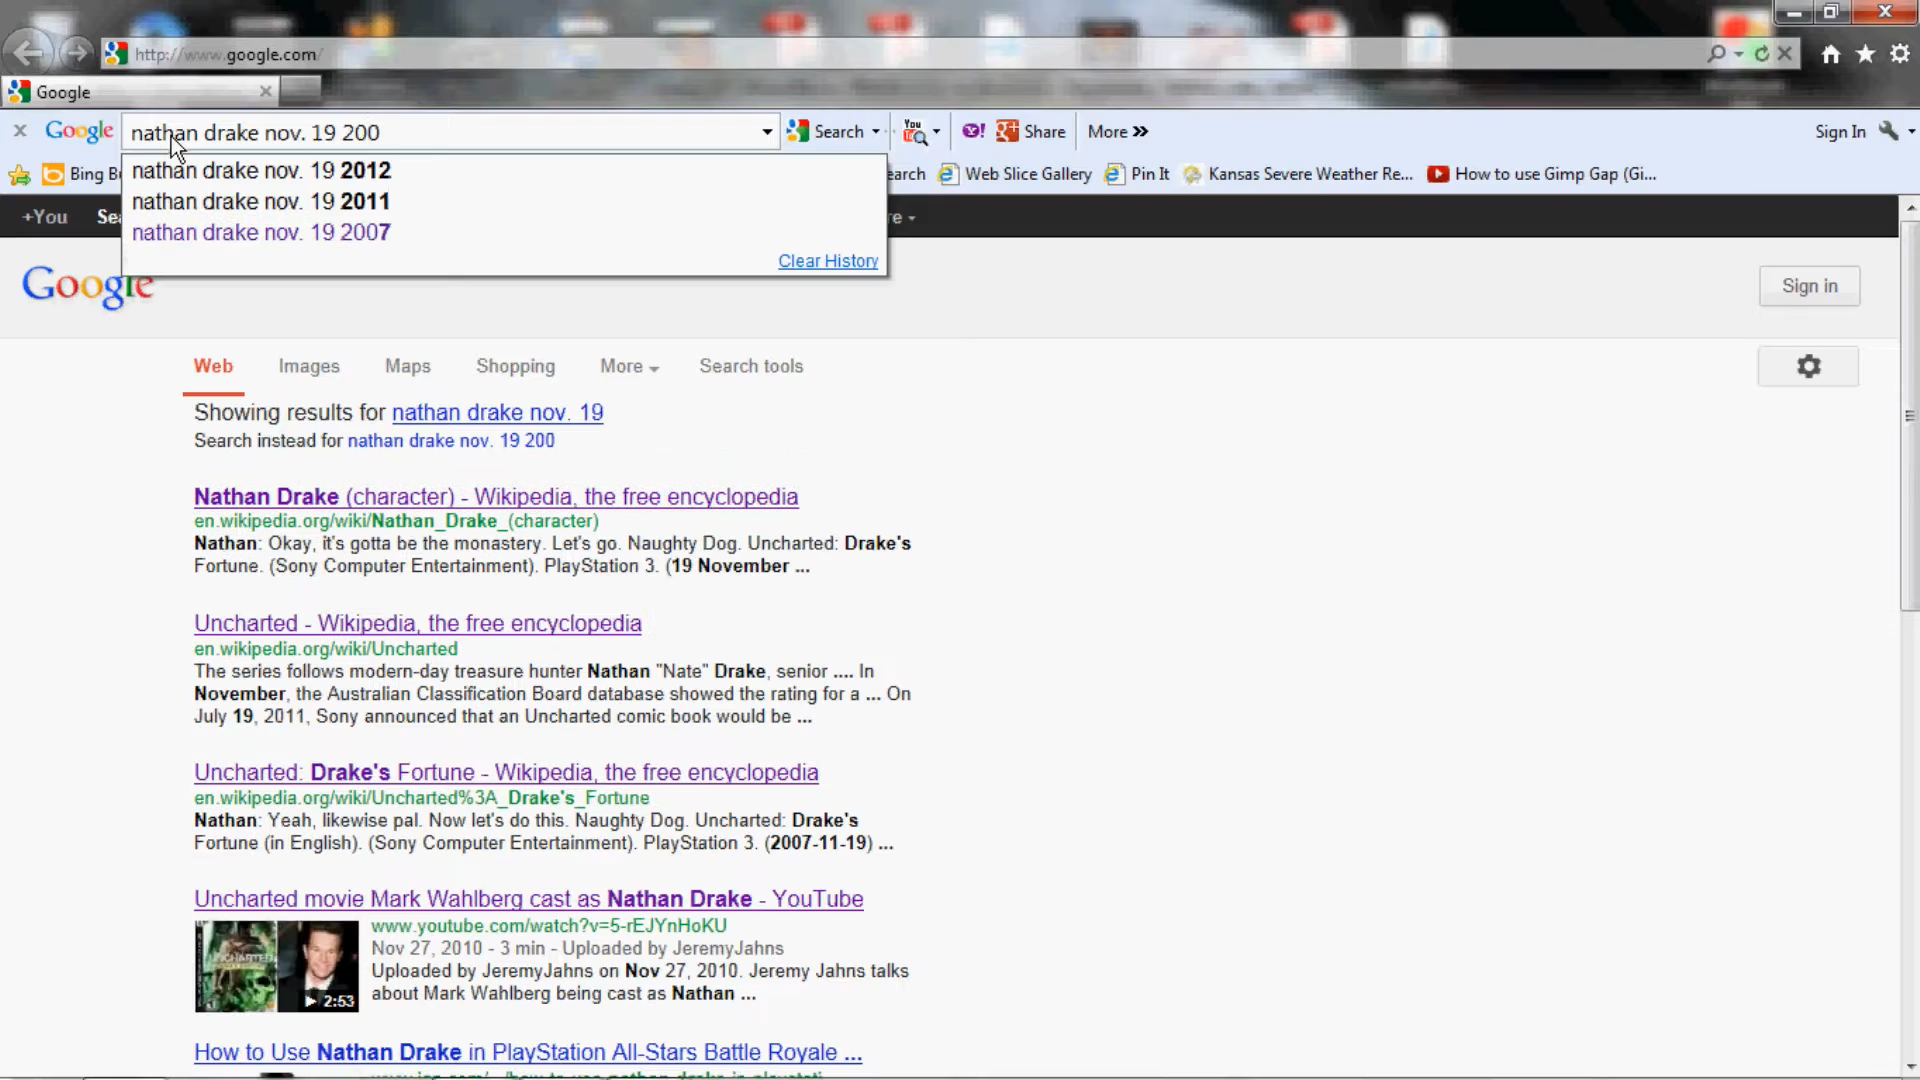 http://www.google.com/
Google
Google nathan drake nov. 19 200 Search You Y! Share More » Sign In
nathan drake nov. 19 2012
nathan drake nov. 19 2011
nathan drake nov. 19 2007
Clear History
Web Slice Gallery Pin It Kansas Severe Weather Re... How to use Gimp Gap (Gi...
+You
Google
Sign in
Web Images Maps Shopping More Search tools
Showing results for nathan drake nov. 19
Search instead for nathan drake nov. 19 200
Nathan Drake (character) - Wikipedia, the free encyclopedia
en.wikipedia.org/wiki/Nathan_Drake_(character)
Nathan: Okay, it's gotta be the monastery. Let's go. Naughty Dog. Uncharted: Drake's
Fortune. (Sony Computer Entertainment). PlayStation 3. (19 November ...
Uncharted - Wikipedia, the free encyclopedia
en.wikipedia.org/wiki/Uncharted
The series follows modern-day treasure hunter Nathan "Nate" Drake, senior .... In
November, the Australian Classification Board database showed the rating for a ... On
July 19, 2011, Sony announced that an Uncharted comic book would be ...
Uncharted: Drake's Fortune - Wikipedia, the free encyclopedia
en.wikipedia.org/wiki/Uncharted%3A_Drake's_Fortune
Nathan: Yeah, likewise pal. Now let's do this. Naughty Dog. Uncharted: Drake's
Fortune (in English). (Sony Computer Entertainment). PlayStation 3. (2007-11-19) ...
Uncharted movie Mark Wahlberg cast as Nathan Drake - YouTube
www.youtube.com/watch?v=5-rEJYnHoKU
Nov 27, 2010 - 3 min - Uploaded by JeremyJahns
Uploaded by JeremyJahns on Nov 27, 2010. Jeremy Jahns talks
about Mark Wahlberg being cast as Nathan ...
2:53
How to Use Nathan Drake in PlayStation All-Stars Battle Royale ...